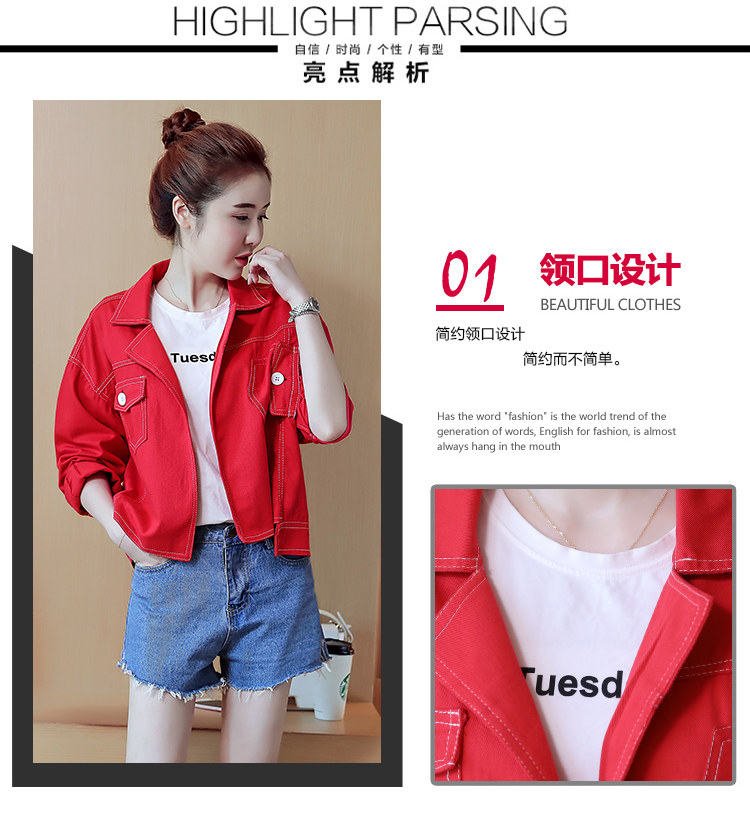 HIGHLIGHT PARSING
自信 / 时尚 / 个性 / 有型
亮点解析
Tuesd
01
领口设计
BEAUTIFUL CLOTHES
简约领口设计
简约而不简单。
Has the word "fashion" is the world trend of the
generation of words, English for fashion, is almost
always hang in the mouth
Tuesd